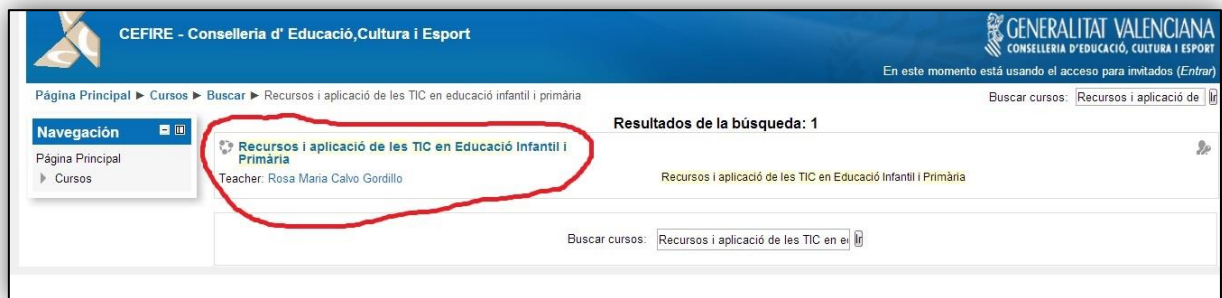 CEFIRE - Conselleria d' Educació,Cultura i Esport
GENERALITAT VALENCIANA
CONSELLERIA D'EDUCACIÓ, CULTURA I ESPORT
En este momento está usando el acceso para invitados (Entrar)
Página Principal ► Cursos ► Buscar ► Recursos i aplicació de les TIC en educació infantil i primària
Buscar cursos: Recursos i aplicació de Ir
Navegación
Página Principal
Cursos
Resultados de la búsqueda: 1
Recursos i aplicació de les TIC en Educació Infantil i
Primària
Teacher: Rosa Maria Calvo Gordillo
Recursos i aplicació de les TIC en Educació Infantil i Primària
Buscar cursos: Recursos i aplicació de les TIC en e Ir